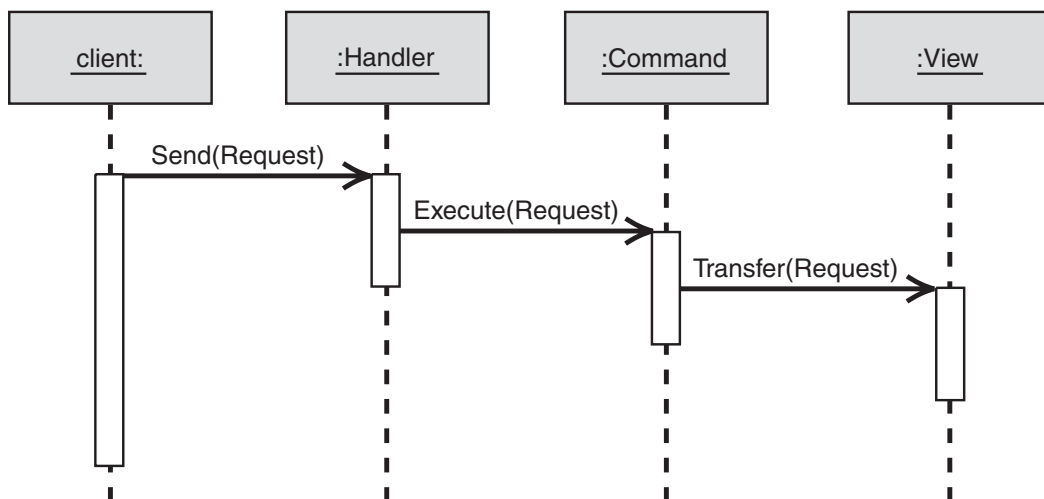 client:
:Handler
:Command
:View
Send(Request)
Execute(Request)
Transfer(Request)